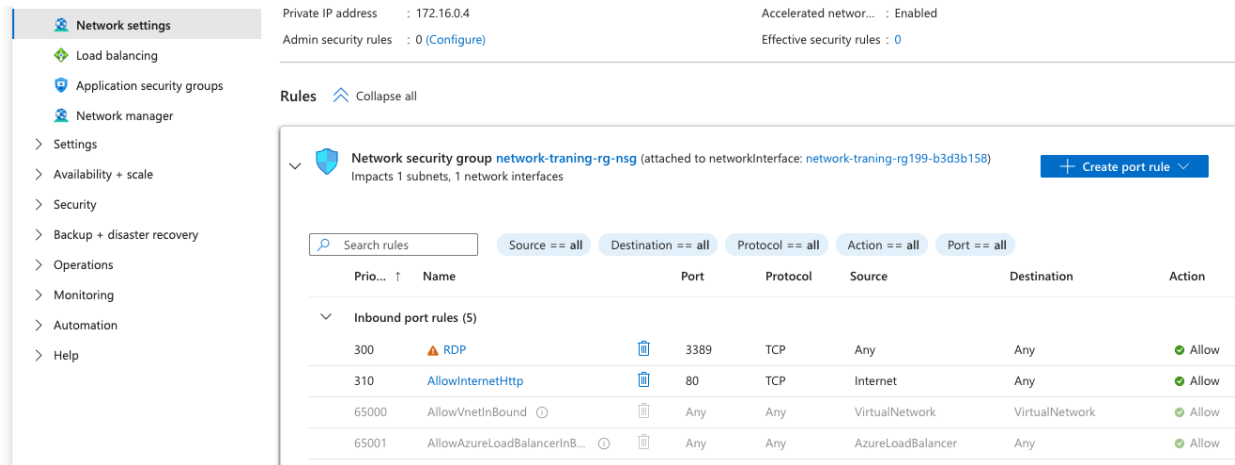 Network settings
Load balancing
Application security groups
Network manager
Settings
Availability + scale
Security
Backup + disaster recovery
Operations
Monitoring
Automation
Help
Private IP address : 172.16.0.4
Accelerated networ... : Enabled
Admin security rules : 0 (Configure)
Effective security rules : 0
Rules Collapse all
Network security group network-traning-rg-nsg (attached to networkInterface: network-traning-rg199-b3d3b158)
Impacts 1 subnets, 1 network interfaces
+ Create port rule
Search rules Source == all Destination == all Protocol == all Action == all Port == all
Prio... ↑ Name Port Protocol Source Destination Action
Inbound port rules (5)
300 RDP 3389 TCP Any Any Allow
310 AllowInternetHttp 80 TCP Internet Any Allow
65000 AllowVnetInBound Any Any VirtualNetwork VirtualNetwork Allow
65001 AllowAzureLoadBalancerInB... Any Any AzureLoadBalancer Any Allow